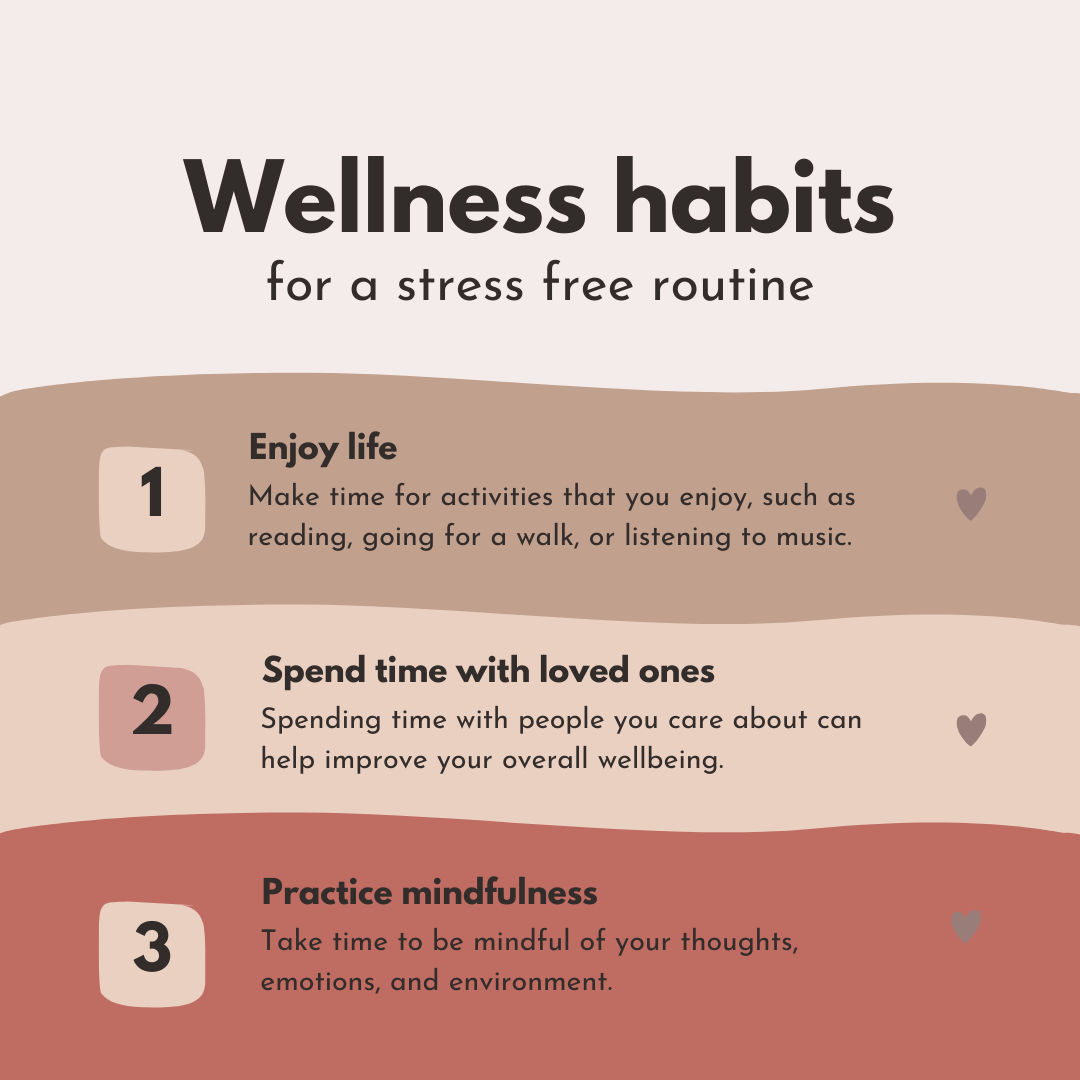 Wellness habits
for a stress free routine
1
Enjoy life
Make time for activities that you enjoy, such as
reading, going for a walk, or listening to music.
2
Spend time with loved ones
Spending time with people you care about can
help improve your overall wellbeing.
3
Practice mindfulness
Take time to be mindful of your thoughts,
emotions, and environment.